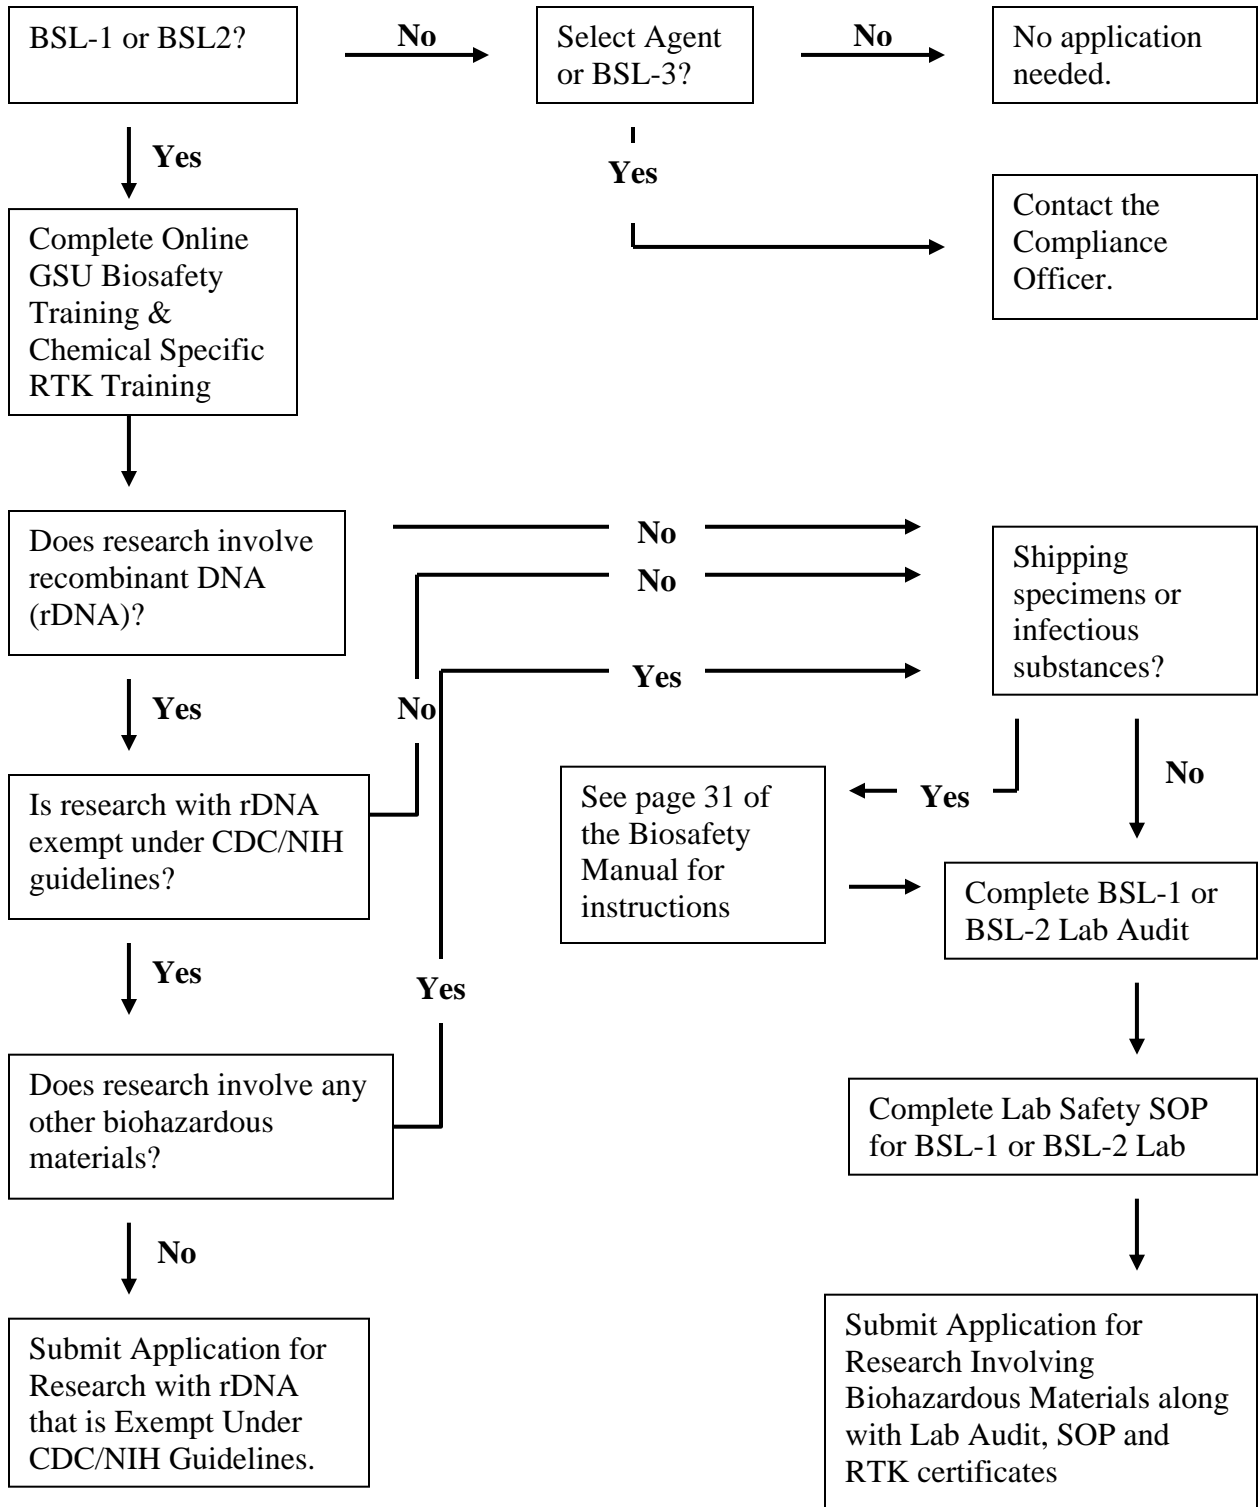 BSL-1 or BSL2?
No
Select Agent
or BSL-3?
No
No application
needed.
Yes
Yes
Contact the
Compliance
Officer.
Complete Online
GSU Biosafety
Training &
Chemical Specific
RTK Training
Does research involve
recombinant DNA
(rDNA)?
No
No
Yes
Shipping
specimens or
infectious
substances?
Yes
No
Is research with rDNA
exempt under CDC/NIH
guidelines?
See page 31 of
the Biosafety
Manual for
instructions
Yes
No
Complete BSL-1 or
BSL-2 Lab Audit
Yes
Yes
Does research involve any
other biohazardous
materials?
Complete Lab Safety SOP
for BSL-1 or BSL-2 Lab
No
Submit Application for
Research with rDNA
that is Exempt Under
CDC/NIH Guidelines.
Submit Application for
Research Involving
Biohazardous Materials along
with Lab Audit, SOP and
RTK certificates